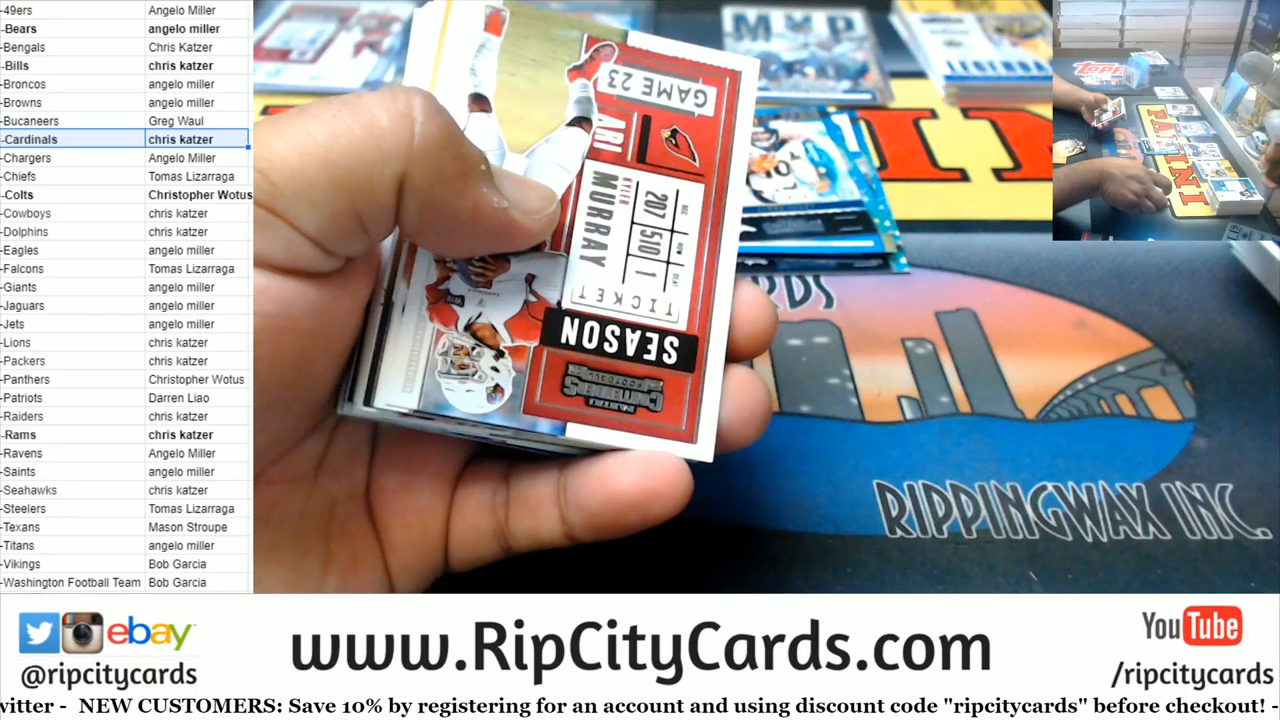 -49ers Angelo Miller
-Bears angelo miller
-Bengals Chris Katzer
-Bills chris katzer
-Broncos angelo miller
-Browns angelo miller
-Bucaneers Greg Waul
-Cardinals chris katzer
-Chargers Angelo Miller
-Chiefs Tomas Lizarraga
-Colts Christopher Wotus
-Cowboys chris katzer
-Dolphins chris katzer
-Eagles angelo miller
-Falcons Tomas Lizarraga
-Giants angelo miller
-Jaguars angelo miller
-Jets angelo miller
-Lions chris katzer
-Packers chris katzer
-Panthers Christopher Wotus
-Patriots Darren Liao
-Raiders chris katzer
-Rams chris katzer
-Ravens Angelo Miller
-Saints angelo miller
-Seahawks chris katzer
-Steelers Tomas Lizarraga
-Texans Mason Stroupe
-Titans angelo miller
-Vikings Bob Garcia
-Washington Football Team Bob Garcia
GAME 23
ARI
KYLER
MURRAY
207 510 1
TICKET
SEASON
PANINI
CONTENDERS
FOOTBALL
MVP
RDS
RIPPINGWAX INC.
TOPPS
PANINI
ebay
@ripcitycards
www.RipCityCards.com
YouTube
/ripcitycards
witter - NEW CUSTOMERS: Save 10% by registering for an account and using discount code "ripcitycards" before checkout! -